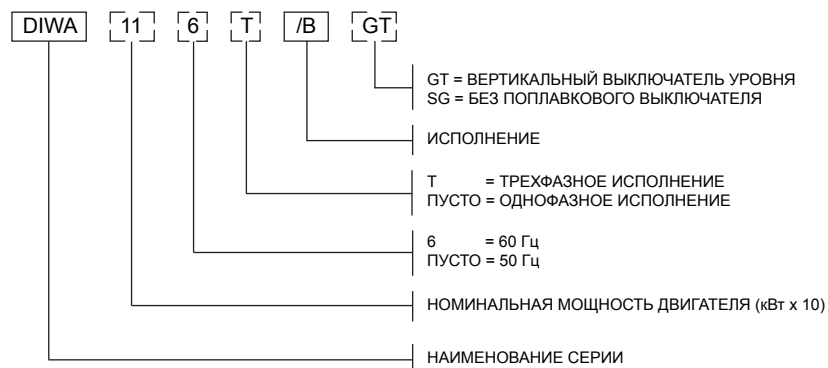 DIWA 11 6 T /B GT
GT = ВЕРТИКАЛЬНЫЙ ВЫКЛЮЧАТЕЛЬ УРОВНЯ
SG = БЕЗ ПОПЛАВКОВОГО ВЫКЛЮЧАТЕЛЯ
ИСПОЛНЕНИЕ
T = ТРЕХФАЗНОЕ ИСПОЛНЕНИЕ
ПУСТО = ОДНОФАЗНОЕ ИСПОЛНЕНИЕ
6 = 60 Гц
ПУСТО = 50 Гц
НОМИНАЛЬНАЯ МОЩНОСТЬ ДВИГАТЕЛЯ (кВт x 10)
НАИМЕНОВАНИЕ СЕРИИ